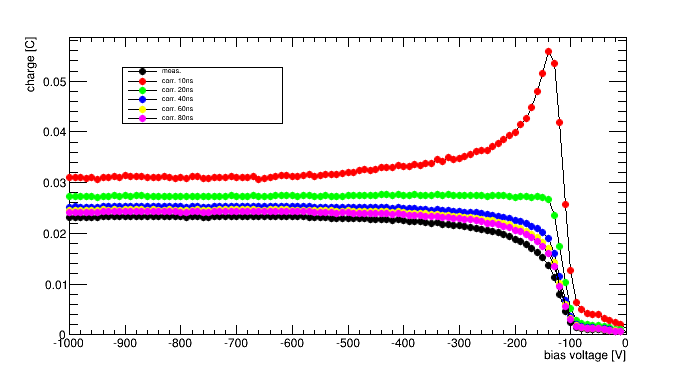 charge [C]
meas.
corr. 10ns
corr. 20ns
corr. 40ns
corr. 60ns
corr. 80ns
0.05
0.04
0.03
0.02
0.01
0
-1000 -900 -800 -700 -600 -500 -400 -300 -200 -100 0
bias voltage [V]